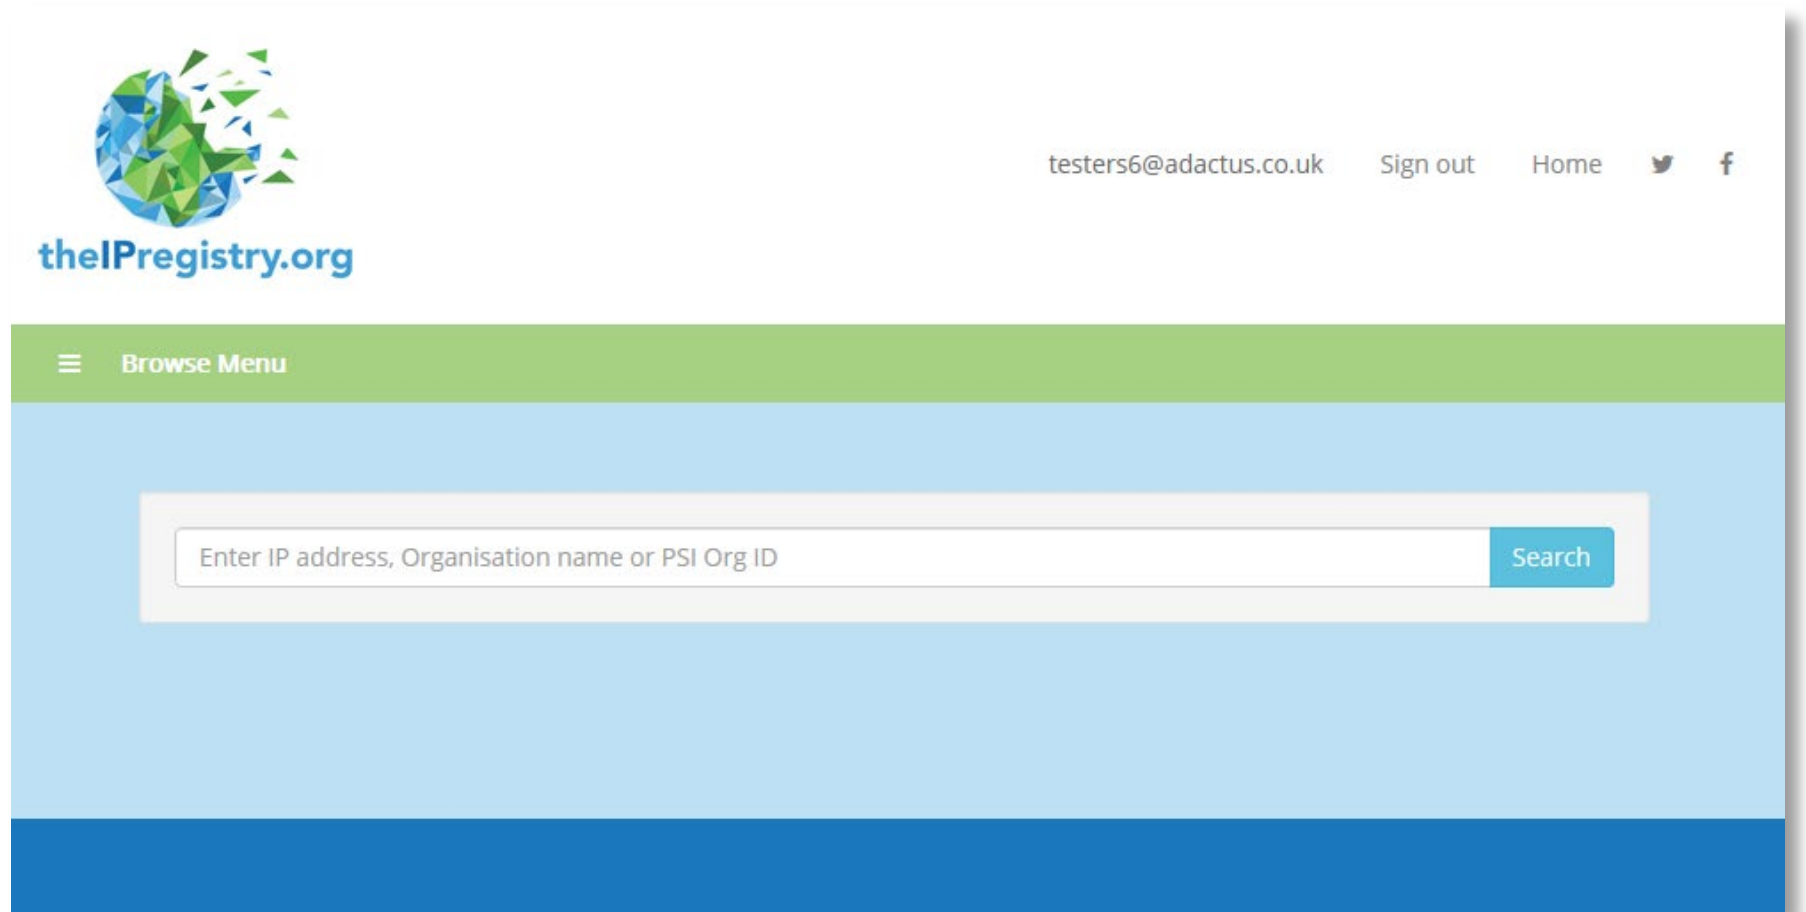 theIPregistry.org
testers6@adactus.co.uk Sign out Home
Browse Menu
Enter IP address, Organisation name or PSI Org ID
Search